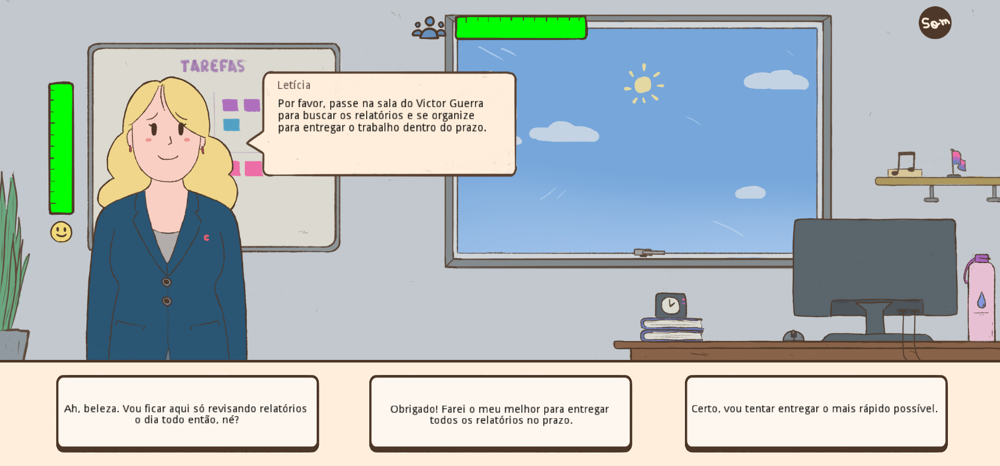 Som
TAREFAS
Letícia
Por favor, passe na sala do Victor Guerra
para buscar os relatórios e se organize
para entregar o trabalho dentro do prazo.
C
Ah, beleza. Vou ficar aqui só revisando relatórios
o dia todo então, né?
Obrigado! Farei o meu melhor para entregar
todos os relatórios no prazo.
Certo, vou tentar entregar o mais rápido possível.